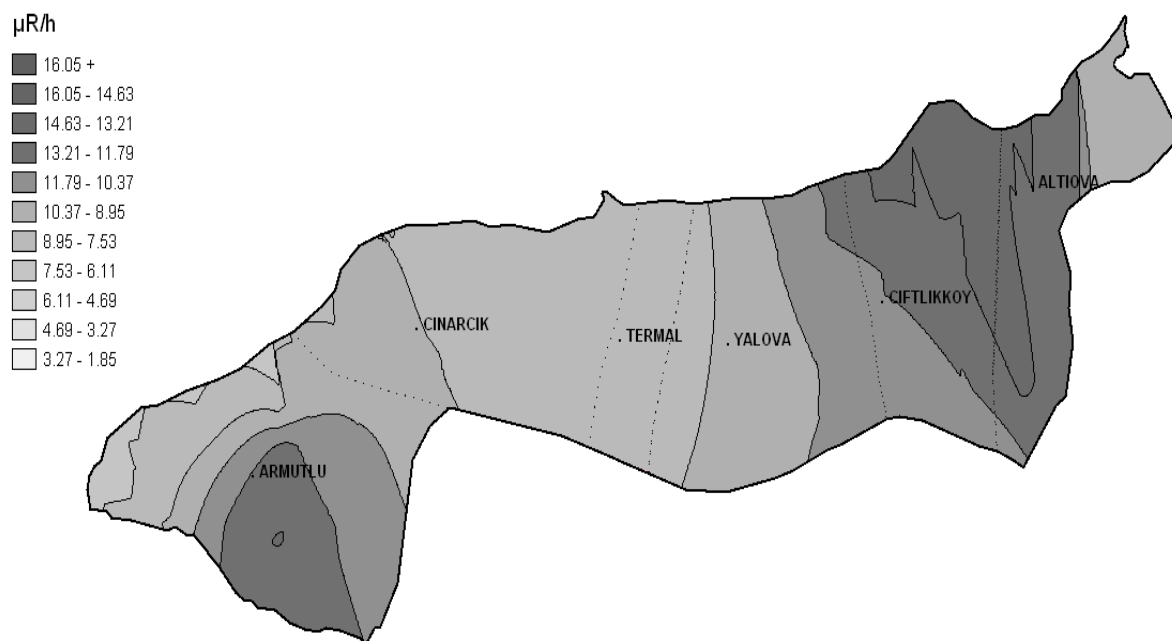 µR/h
16.05 +
16.05 - 14.63
14.63 - 13.21
13.21 - 11.79
11.79 - 10.37
10.37 - 8.95
8.95 - 7.53
7.53 - 6.11
6.11 - 4.69
4.69 - 3.27
3.27 - 1.85
ALTIOVA
CIFTLIKKOY
CINARCIK
TERMAL
YALOVA
ARMUTLU